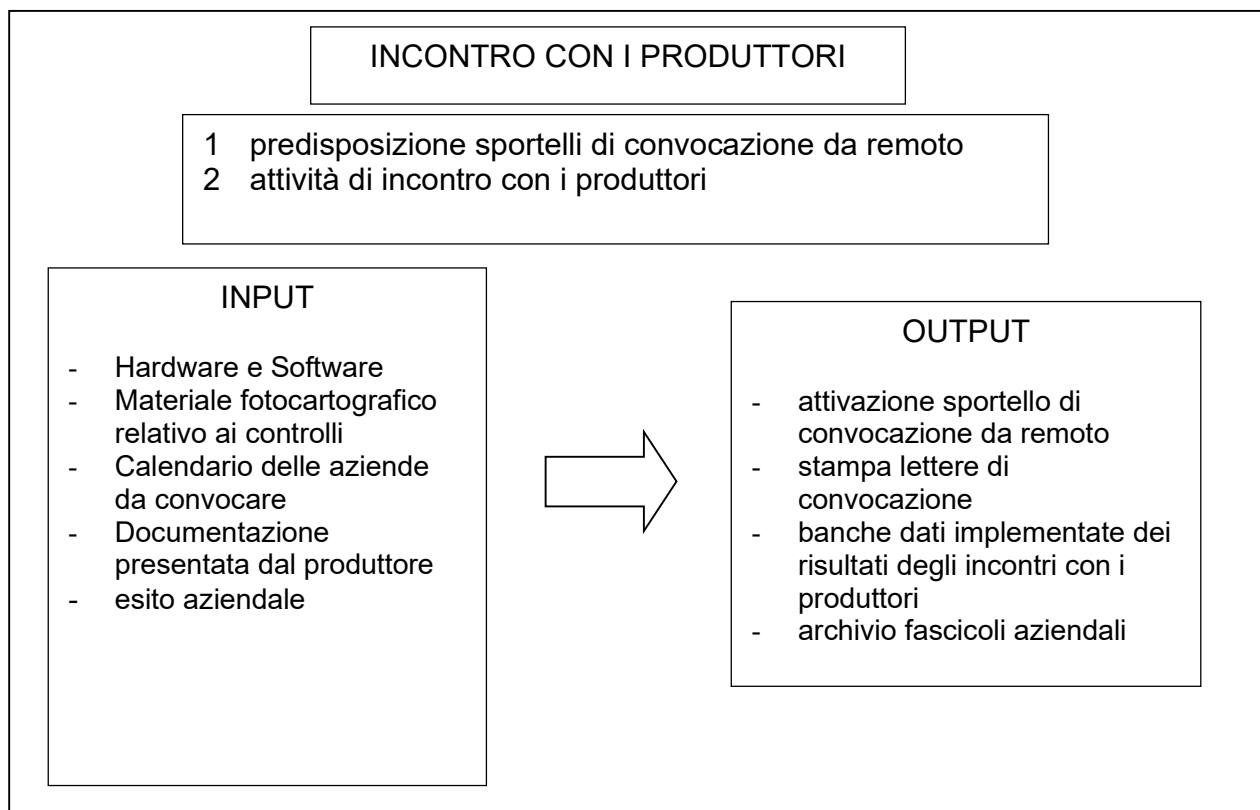 INCONTRO CON I PRODUTTORI
1 predisposizione sportelli di convocazione da remoto
2 attività di incontro con i produttori
INPUT
- Hardware e Software
- Materiale fotocartografico
relativo ai controlli
- Calendario delle aziende
da convocare
- Documentazione
presentata dal produttore
- esito aziendale
OUTPUT
- attivazione sportello di
convocazione da remoto
- stampa lettere di
convocazione
- banche dati implementate dei
risultati degli incontri con i
produttori
- archivio fascicoli aziendali